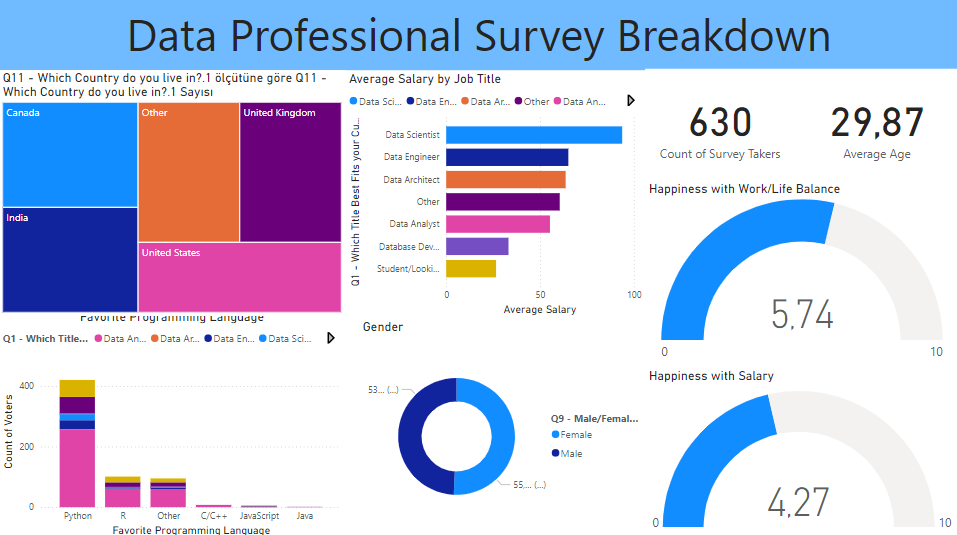 Data Professional Survey Breakdown
Q11 - Which Country do you live in?.1 ölçütüne göre Q11 -
Which Country do you live in?.1 Sayısı
Canada
Other
United Kingdom
India
United States
Average Salary by Job Title
Data Sci... Data En... Data Ar... Other Data An...
Q1 - Which Title Best Fits your Cu...
Data Scientist
Data Engineer
Data Architect
Other
Data Analyst
Database Dev...
Student/Looki...
0 50 100
Average Salary
630
Count of Survey Takers
29,87
Average Age
Happiness with Work/Life Balance
5,74
0 10
Favorite Programming Language
Q1 - Which Title... Data An... Data Ar... Data En... Data Sci...
Count of Voters
400
200
0
Python R Other C/C++ JavaScript Java
Favorite Programming Language
Gender
53... (...)
55,... (...)
Q9 - Male/Femal...
Female
Male
Happiness with Salary
4,27
0 10